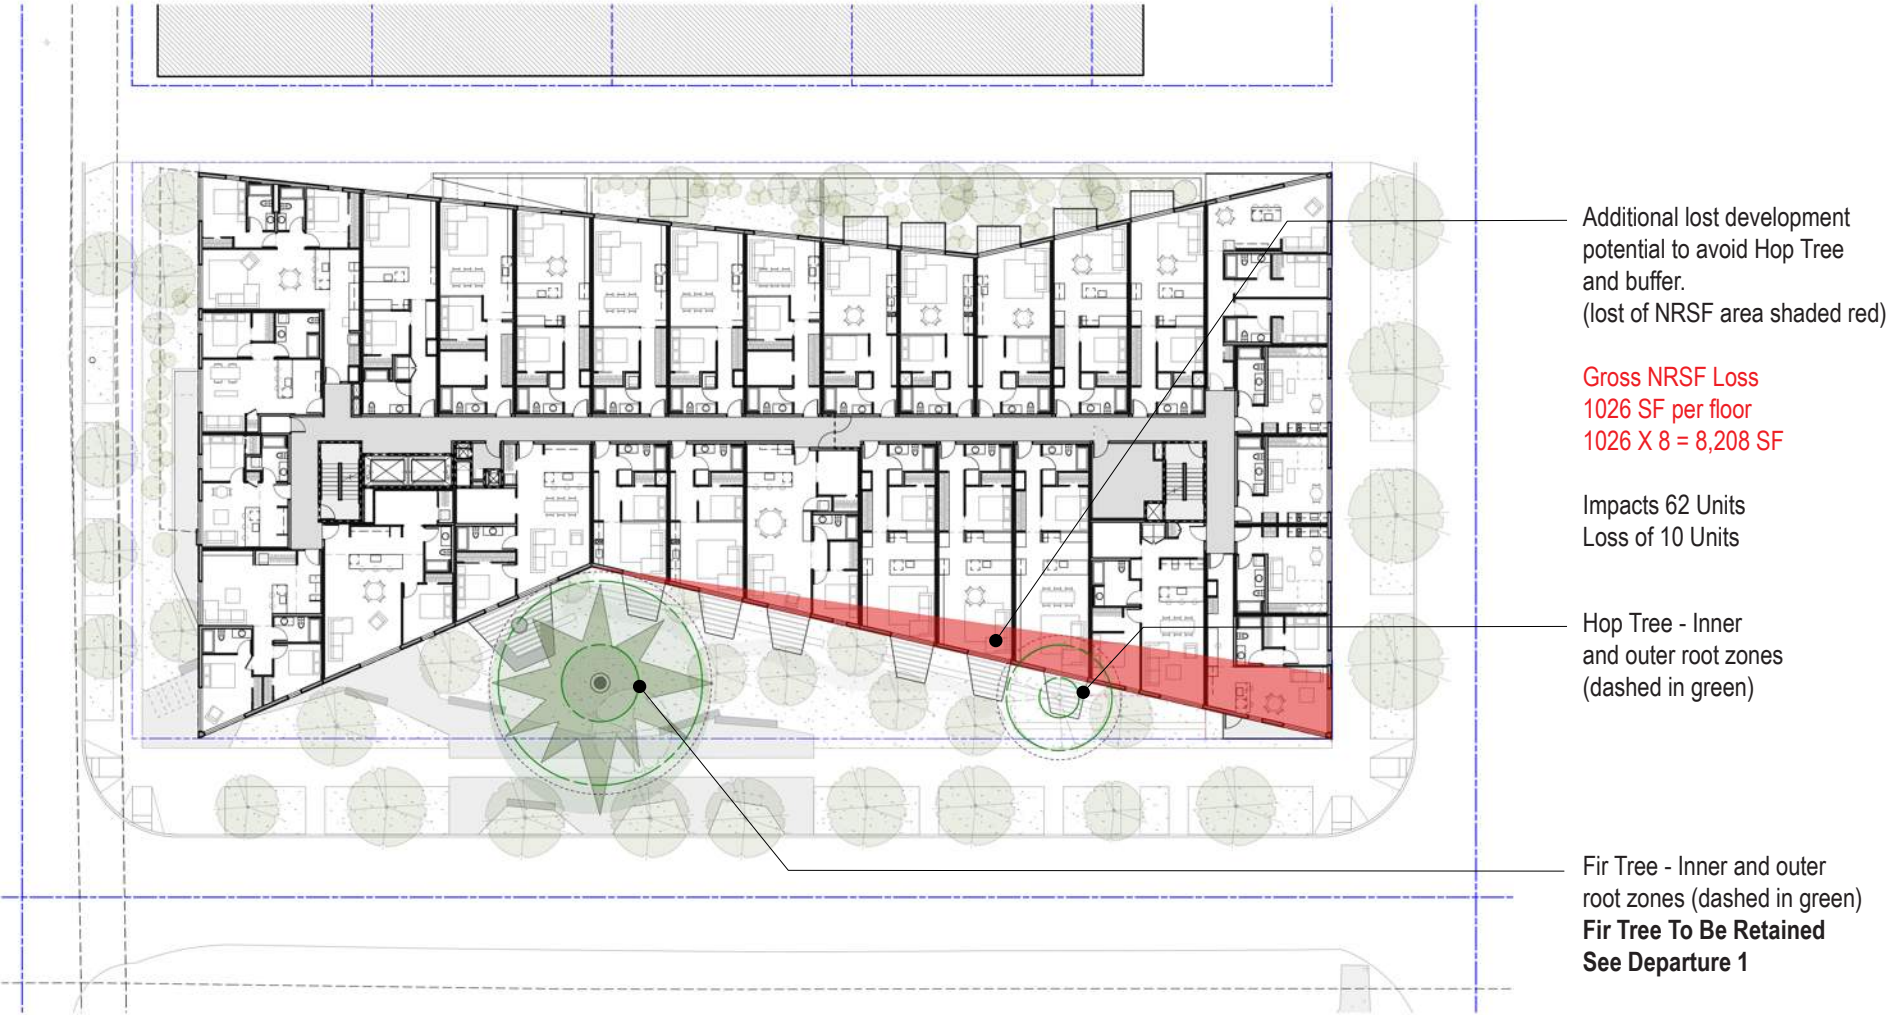 Additional lost development
potential to avoid Hop Tree
and buffer.
(lost of NRSF area shaded red)
Gross NRSF Loss
1026 SF per floor
1026 X 8 = 8,208 SF
Impacts 62 Units
Loss of 10 Units
Hop Tree - Inner
and outer root zones
(dashed in green)
Fir Tree - Inner and outer
root zones (dashed in green)
Fir Tree To Be Retained
See Departure 1